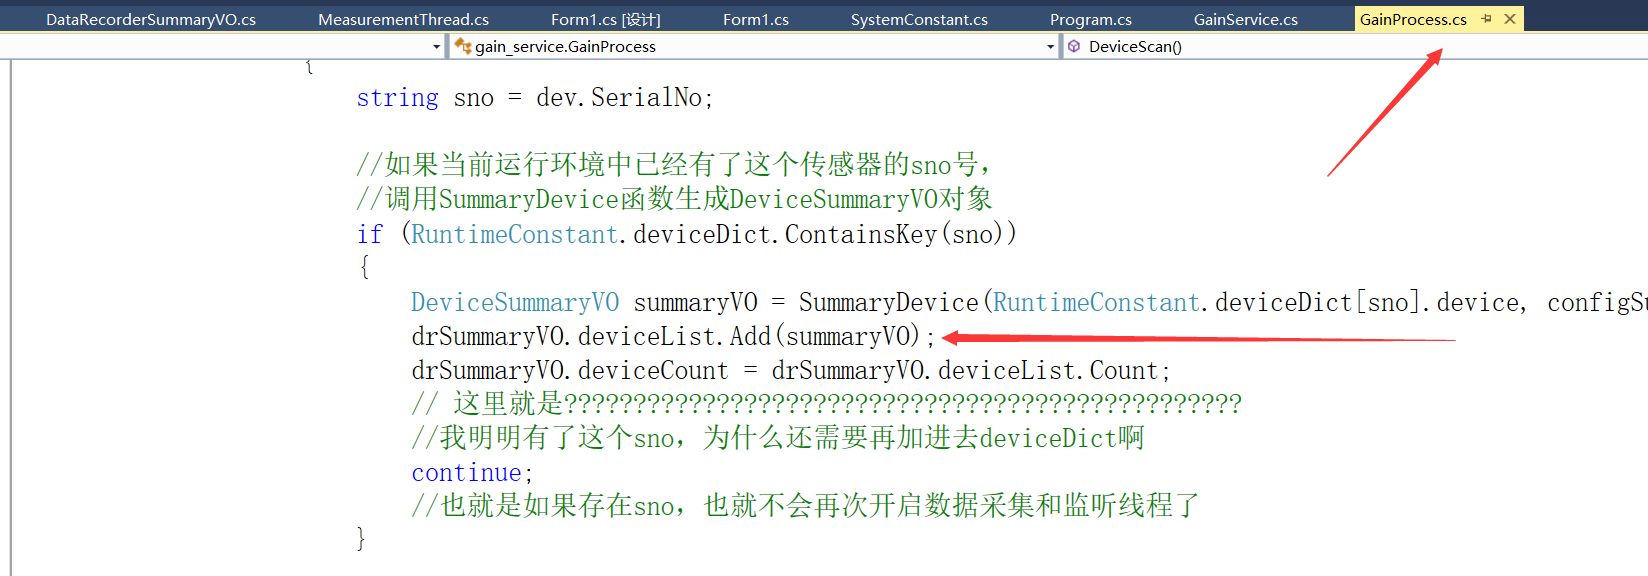 DataRecorderSummaryVO.cs MeasurementThread.cs Form1.cs [设计] Form1.cs SystemConstant.cs Program.cs GainService.cs GainProcess.cs
gain_service.GainProcess DeviceScan()
{
string sno = dev.SerialNo;
//如果当前运行环境中已经有了这个传感器的sno号，
//调用SummaryDevice函数生成DeviceSummaryVO对象
if (RuntimeConstant.deviceDict.ContainsKey(sno))
{
DeviceSummaryVO summaryVO = SummaryDevice(RuntimeConstant.deviceDict[sno].device, configSu
drSummaryVO.deviceList.Add(summaryVO);
drSummaryVO.deviceCount = drSummaryVO.deviceList.Count;
// 这里就是?????????????????????????????????????????????????
//我明明有了这个sno，为什么还需要再加进去deviceDict啊
continue;
//也就是如果存在sno，也就不会再次开启数据采集和监听线程了
}